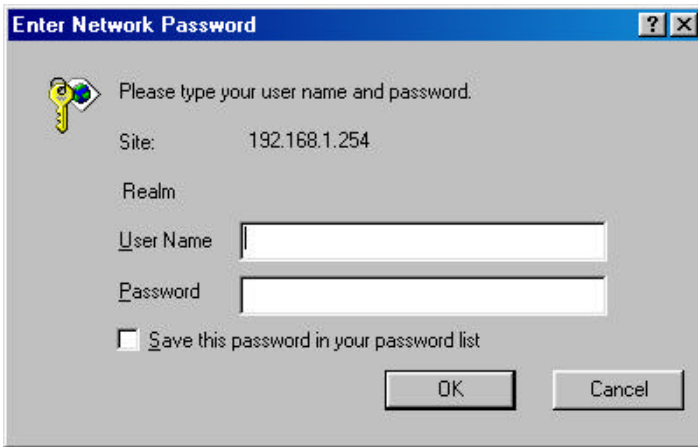 Enter Network Password
Please type your user name and password.
Site: 192.168.1.254
Realm
User Name
Password
Save this password in your password list
OK Cancel